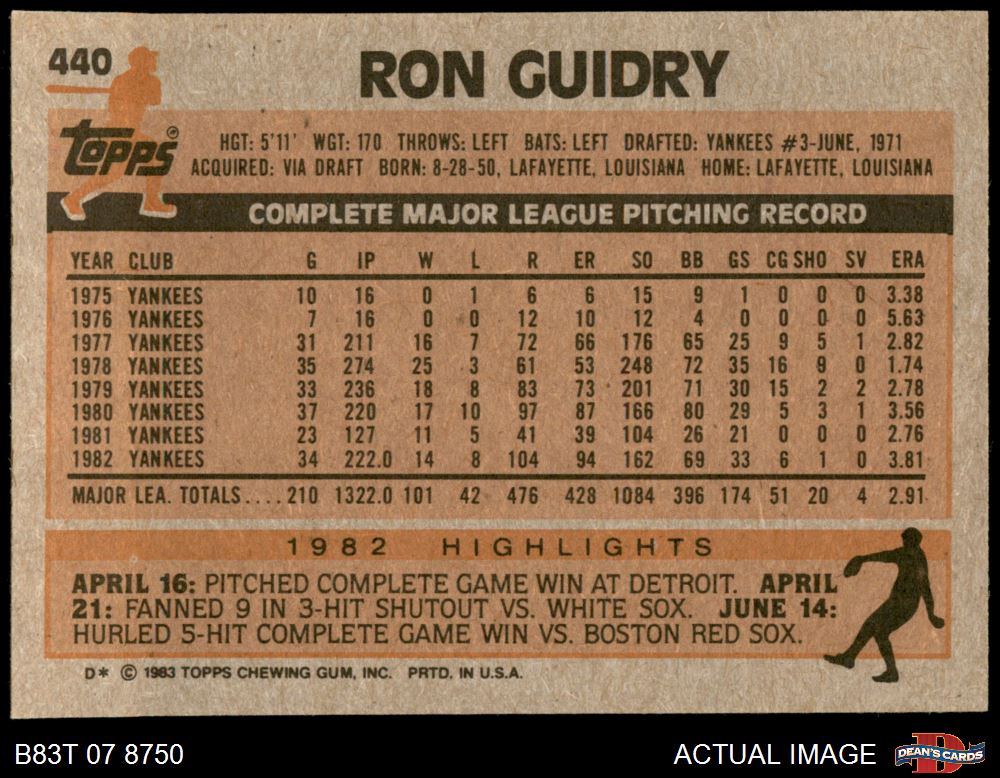 440
RON GUIDRY
Topps®
HGT: 5'11' WGT: 170 THROWS: LEFT BATS: LEFT DRAFTED: YANKEES #3-JUNE, 1971
ACQUIRED: VIA DRAFT BORN: 8-28-50, LAFAYETTE, LOUISIANA HOME: LAFAYETTE, LOUISIANA
COMPLETE MAJOR LEAGUE PITCHING RECORD
YEAR CLUB G IP W L R ER SO BB GS CG SHO SV ERA
1975 YANKEES 10 16 0 1 6 6 15 9 1 0 0 0 3.38
1976 YANKEES 7 16 0 0 12 10 12 4 0 0 0 0 5.63
1977 YANKEES 31 211 16 7 72 66 176 65 25 9 5 1 2.82
1978 YANKEES 35 274 25 3 61 53 248 72 35 16 9 0 1.74
1979 YANKEES 33 236 18 8 83 73 201 71 30 15 2 2 2.78
1980 YANKEES 37 220 17 10 97 87 166 80 29 5 3 1 3.56
1981 YANKEES 23 127 11 5 41 39 104 26 21 0 0 0 2.76
1982 YANKEES 34 222.0 14 8 104 94 162 69 33 6 1 0 3.81
MAJOR LEA. TOTALS....210 1322.0 101 42 476 428 1084 396 174 51 20 4 2.91
1982 HIGHLIGHTS
APRIL 16: PITCHED COMPLETE GAME WIN AT DETROIT. APRIL
21: FANNED 9 IN 3-HIT SHUTOUT VS. WHITE SOX. JUNE 14:
HURLED 5-HIT COMPLETE GAME WIN VS. BOSTON RED SOX.
D* © 1983 TOPPS CHEWING GUM, INC. PRTD. IN U.S.A.
B83T 07 8750
ACTUAL IMAGE
D
DEAN'S CARDS